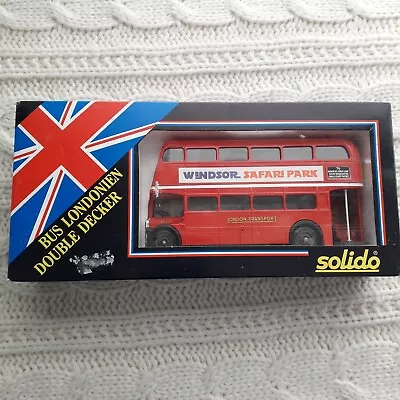 BUS LONDONIEN
DOUBLE DECKER
WINDSOR SAFARI PARK
LONDON TRANSPORT
solido